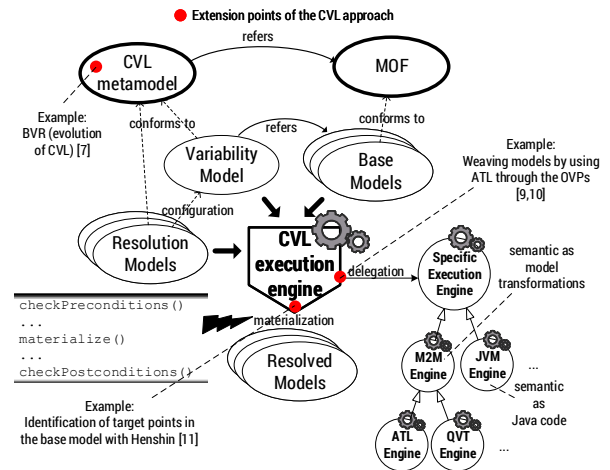 Extension points of the CVL approach
CVL
metamodel
refers
MOF
Example:
BVR (evolution
of CVL) [7]
conforms to
refers
conforms to
Variability
Model
Base
Models
Example:
Weaving models by using
ATL through the OVPs
[9,10]
configuration
Resolution
Models
CVL
execution
engine
delegation
Specific
Execution
Engine
semantic as
model
transformations
checkPreconditions()
...
materialize()
...
checkPostconditions()
materialization
Resolved
Models
M2M
Engine
JVM
Engine
...
semantic
as
Java code
Example:
Identification of target points
in the base model with Henshin [11]
ATL
Engine
QVT
Engine
...